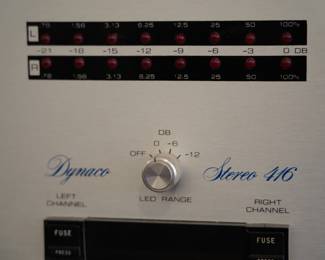 L .78 1.56 3.13 6.25 12.5 25 50 100%
-21 -18 -15 -12 -9 -6 -3 0 DB
R .78 1.56 3.13 6.25 12.5 25 50 100%
DB
OFF 0 -6 -12
Dynaco Stereo 416
LEFT CHANNEL
LED RANGE
RIGHT CHANNEL
FUSE FUSE
PRESS